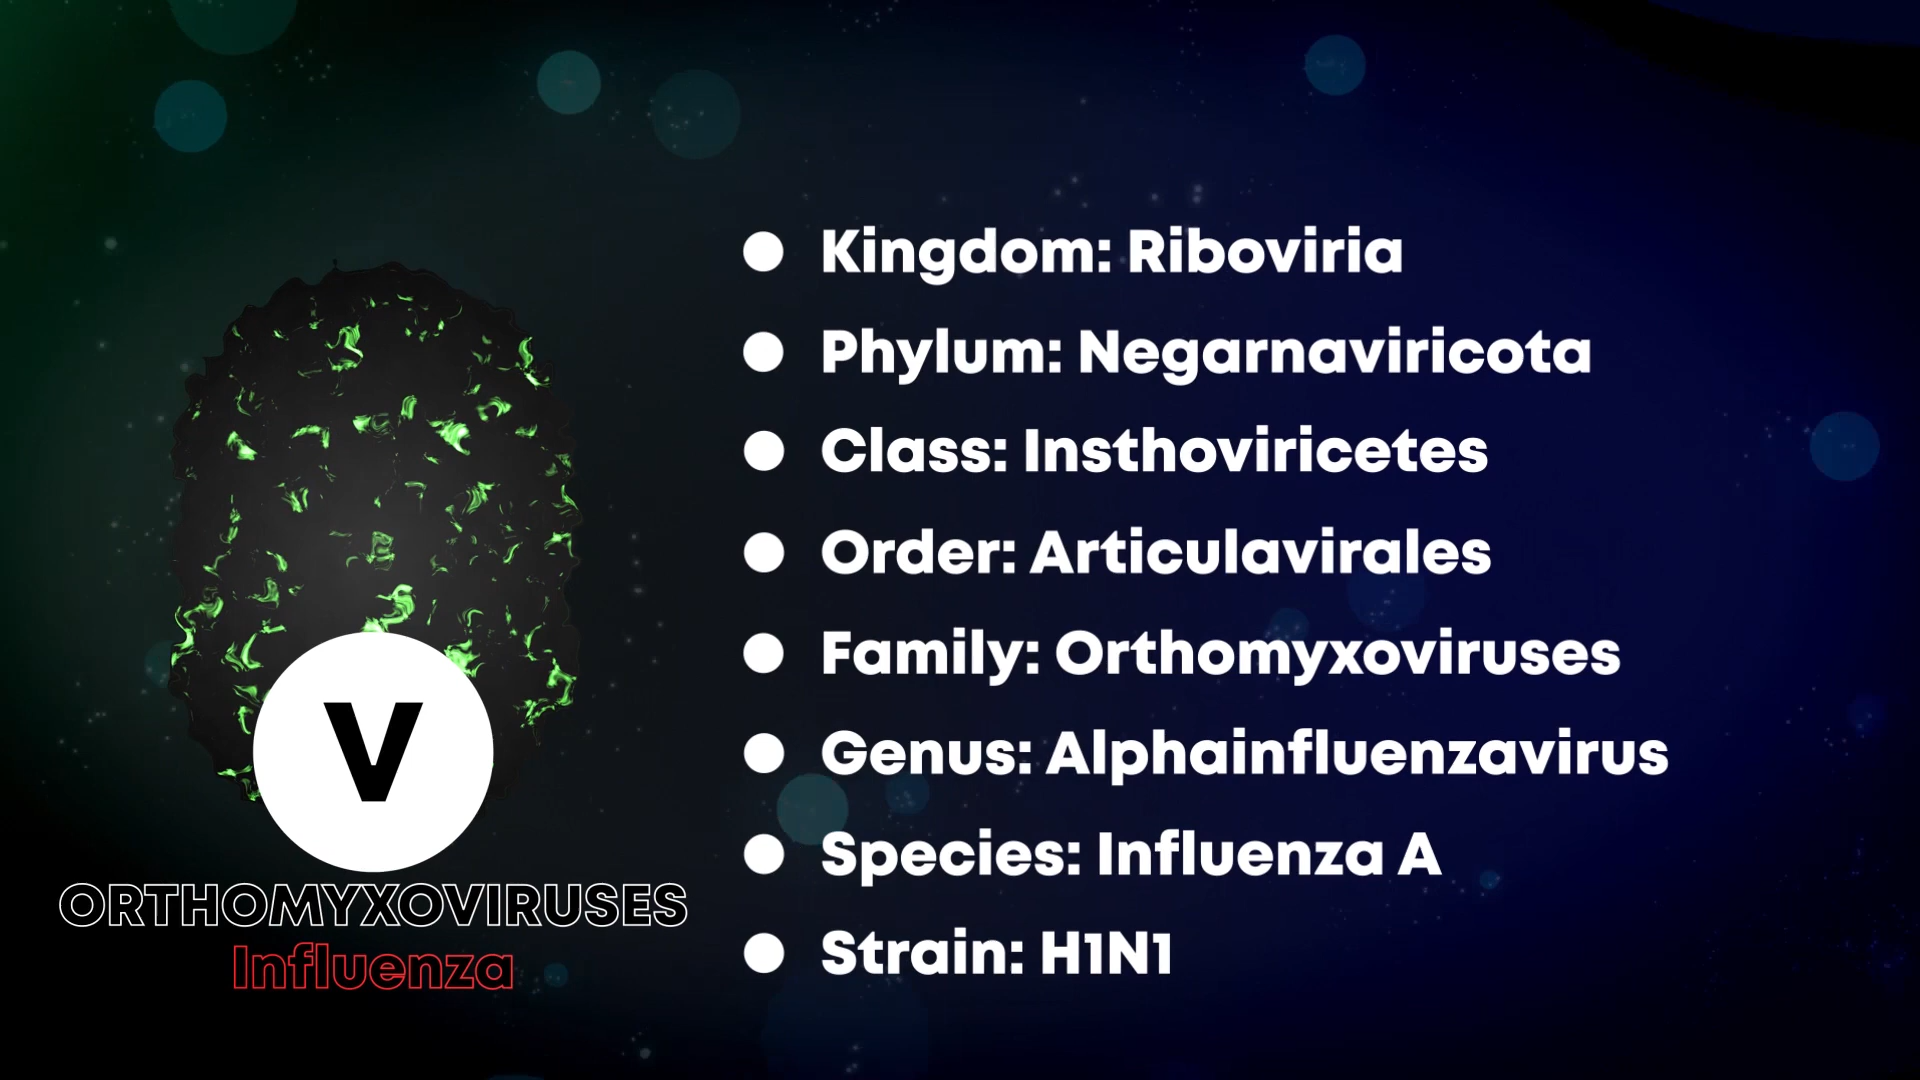 Kingdom: Riboviria
Phylum: Negarnaviricota
Class: Insthoviricetes
Order: Articulavirales
Family: Orthomyxoviruses
Genus: Alphainfluenzavirus
Species: Influenza A
Strain: H1N1
V
ORTHOMYXOVIRUSES
Influenza